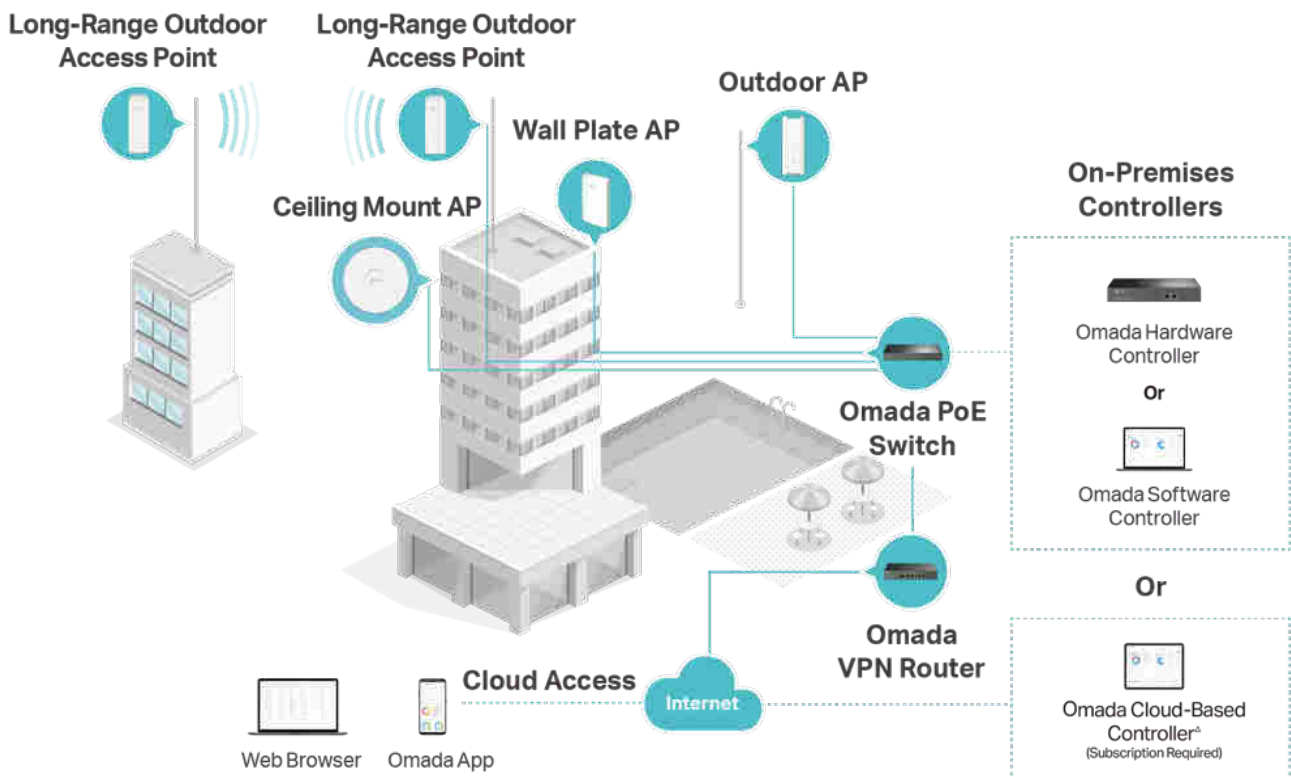 Long-Range Outdoor
Access Point
Long-Range Outdoor
Access Point
Outdoor AP
Wall Plate AP
Ceiling Mount AP
On-Premises
Controllers
Omada Hardware
Controller
Or
Omada Software
Controller
Omada PoE
Switch
Or
Omada
VPN Router
Cloud Access
Internet
Omada Cloud-Based
Controller△
(Subscription Required)
Web Browser
Omada App